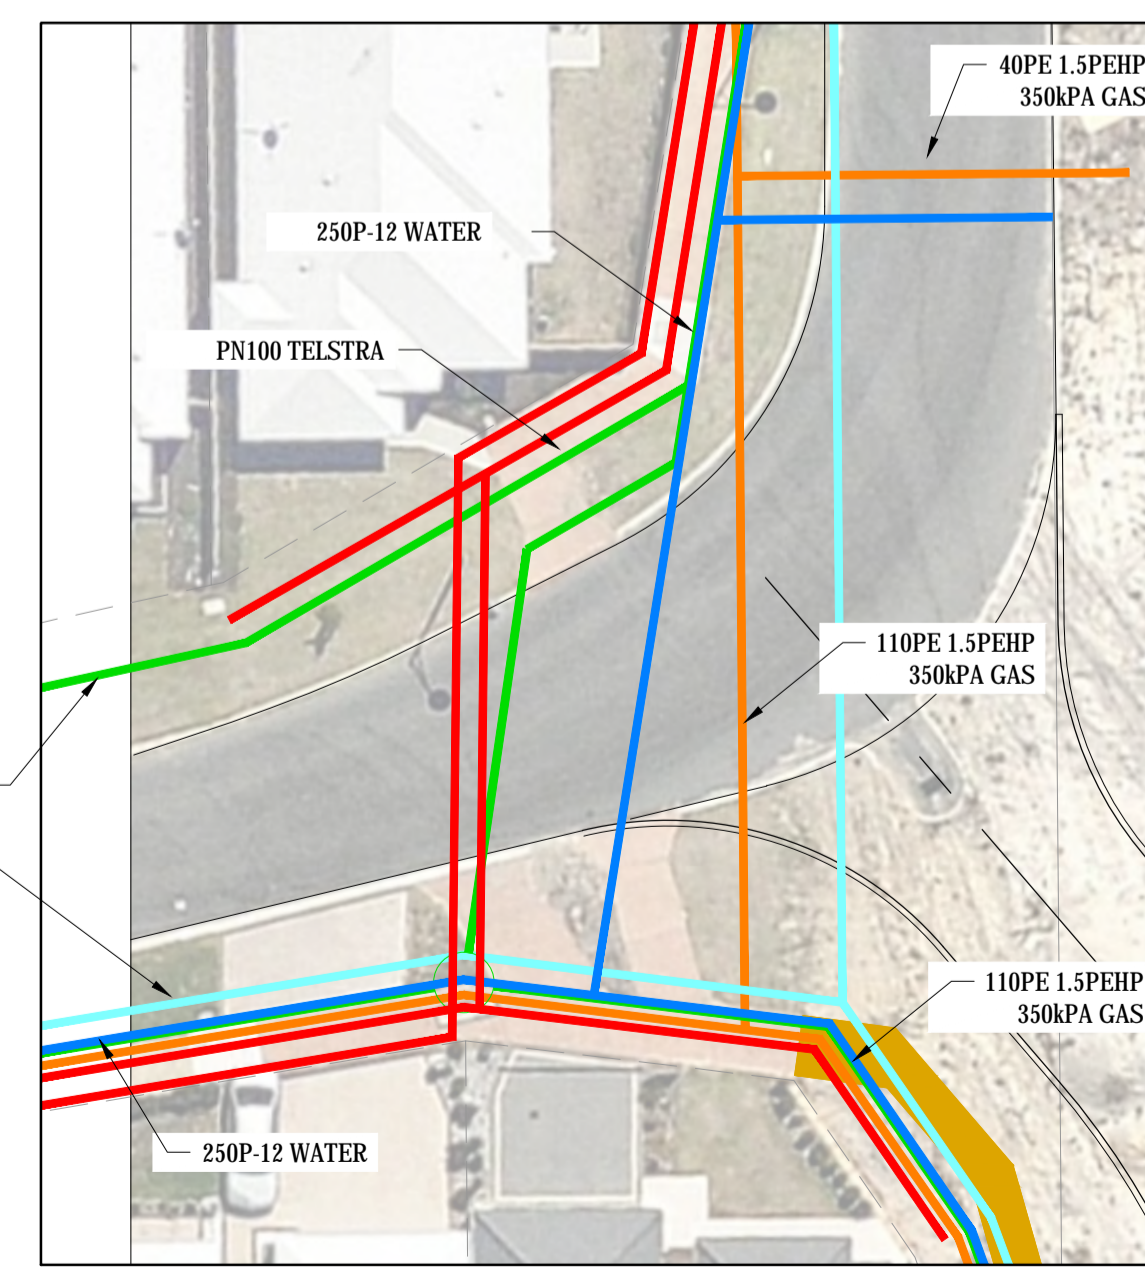 40PE 1.5PEHP
350kPA GAS
250P-12 WATER
PN100 TELSTRA
110PE 1.5PEHP
350kPA GAS
110PE 1.5PEHP
350kPA GAS
250P-12 WATER